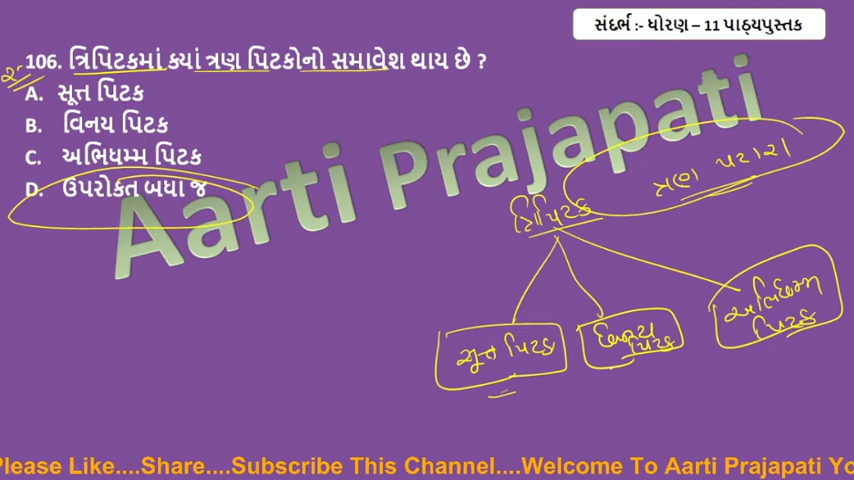 સંદર્ભ :- ધોરણ – 11 પાઠ્યપુસ્તક
106. ત્રિપિટકમાં ક્યાં ત્રણ પિટકોનો સમાવેશ થાય છે ?
A. સૂત્ત પિટક
B. વિનય પિટક
C. અભિધમ્મ પિટક
D. ઉપરોક્ત બધા જ
Aarti Prajapati
ત્રણ પટારા
ત્રિપિટક
સૂત્ત પિટક
વિનય
પિટક
અભિધમ્મ
પિટક
Please Like....Share....Subscribe This Channel....Welcome To Aarti Prajapati Yo